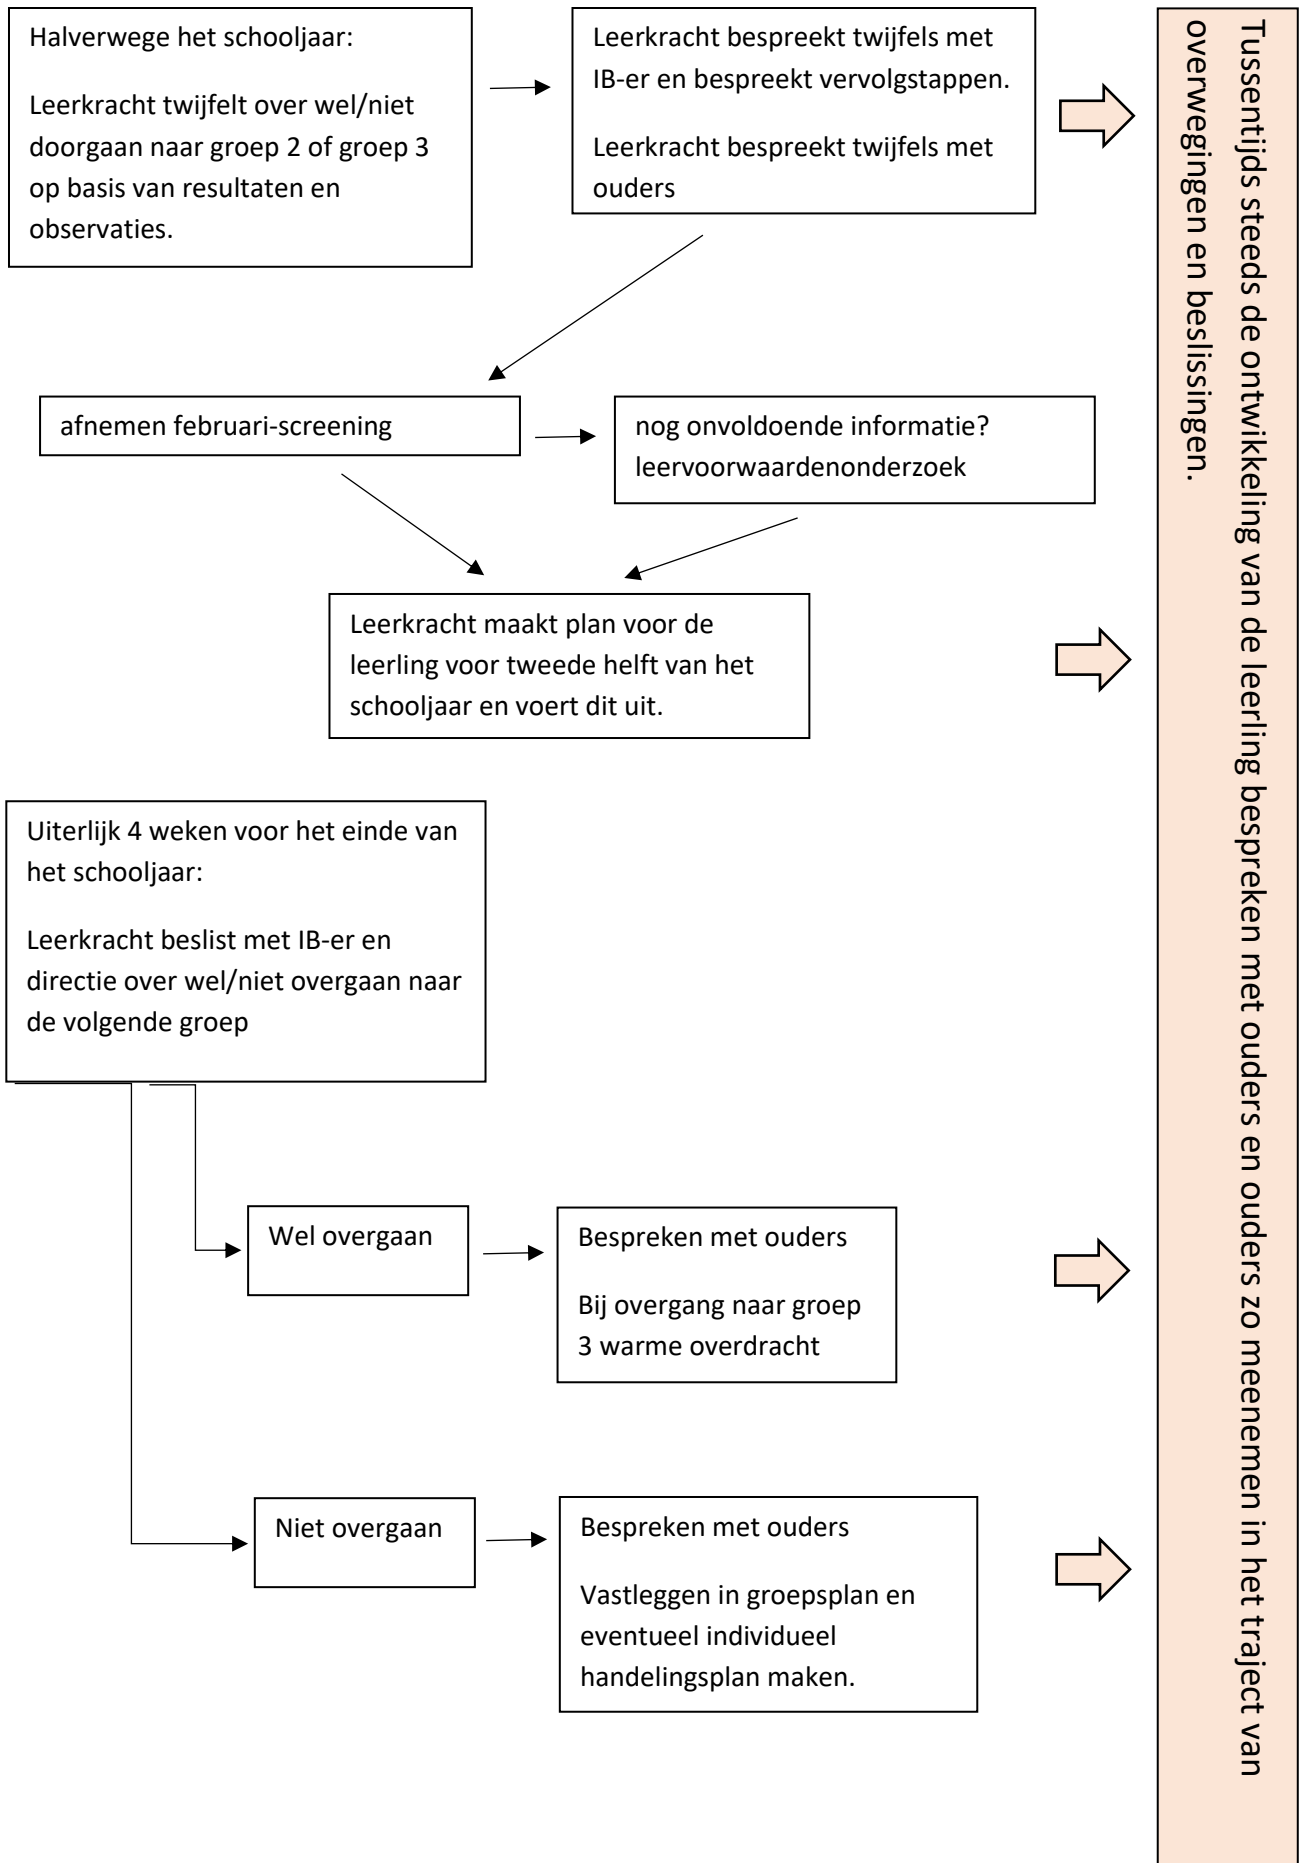 Halverwege het schooljaar:
Leerkracht twijfelt over wel/niet
doorgaan naar groep 2 of groep 3
op basis van resultaten en
observaties.
Leerkracht bespreekt twijfels met
IB-er en bespreekt vervolgstappen.
Leerkracht bespreekt twijfels met
ouders
afnemen februari-screening
nog onvoldoende informatie?
leervoorwaardenonderzoek
Leerkracht maakt plan voor de
leerling voor tweede helft van het
schooljaar en voert dit uit.
Uiterlijk 4 weken voor het einde van
het schooljaar:
Leerkracht beslist met IB-er en
directie over wel/niet overgaan naar
de volgende groep
Wel overgaan
Bespreken met ouders
Bij overgang naar groep
3 warme overdracht
Niet overgaan
Bespreken met ouders
Vastleggen in groepsplan en
eventueel individueel
handelingsplan maken.
Tussentijds steeds de ontwikkeling van de leerling bespreken met ouders en ouders zo meenemen in het traject van
overwegingen en beslissingen.